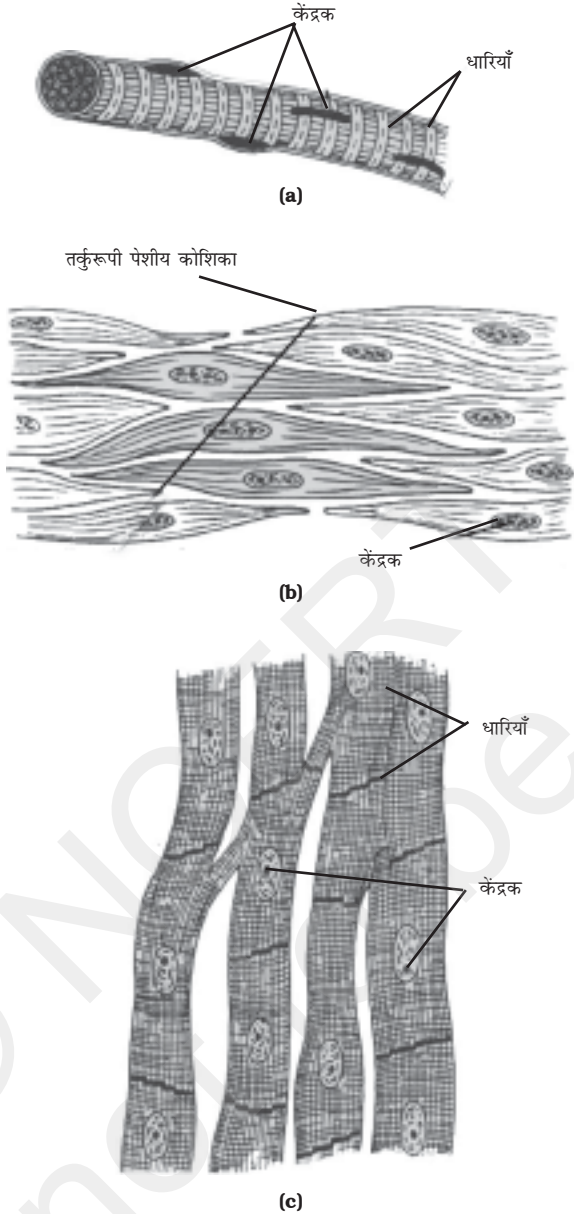 केंद्रक
धारियाँ
(a)
तर्कुरूपी पेशीय कोशिका
केंद्रक
(b)
धारियाँ
केंद्रक
(c)